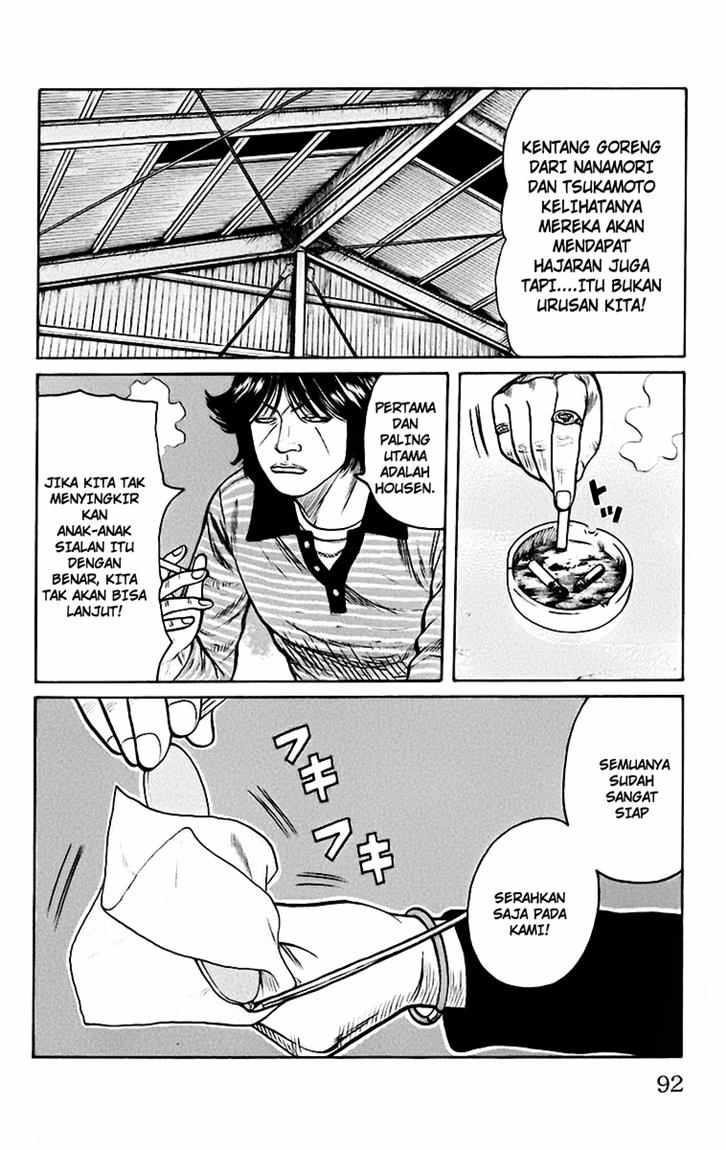 KENTANG GORENG
DARI NANAMORI
DAN TSUKAMOTO
KELIHATANYA
MEREKA AKAN
MENDAPAT
HAJARAN JUGA
TAPI....ITU BUKAN
URUSAN KITA!
トッ
PERTAMA
DAN
PALING
UTAMA
ADALAH
HOUSEN.
JIKA KITA TAK
MENYINGKIR
KAN
ANAK-ANAK
SIALAN ITU
DENGAN
BENAR, KITA
TAK AKAN BISA
LANJUT!
SEMUANYA
SUDAH
SANGAT
SIAP
フキ
フキ
SERAHKAN
SAJA PADA
KAMI!
92